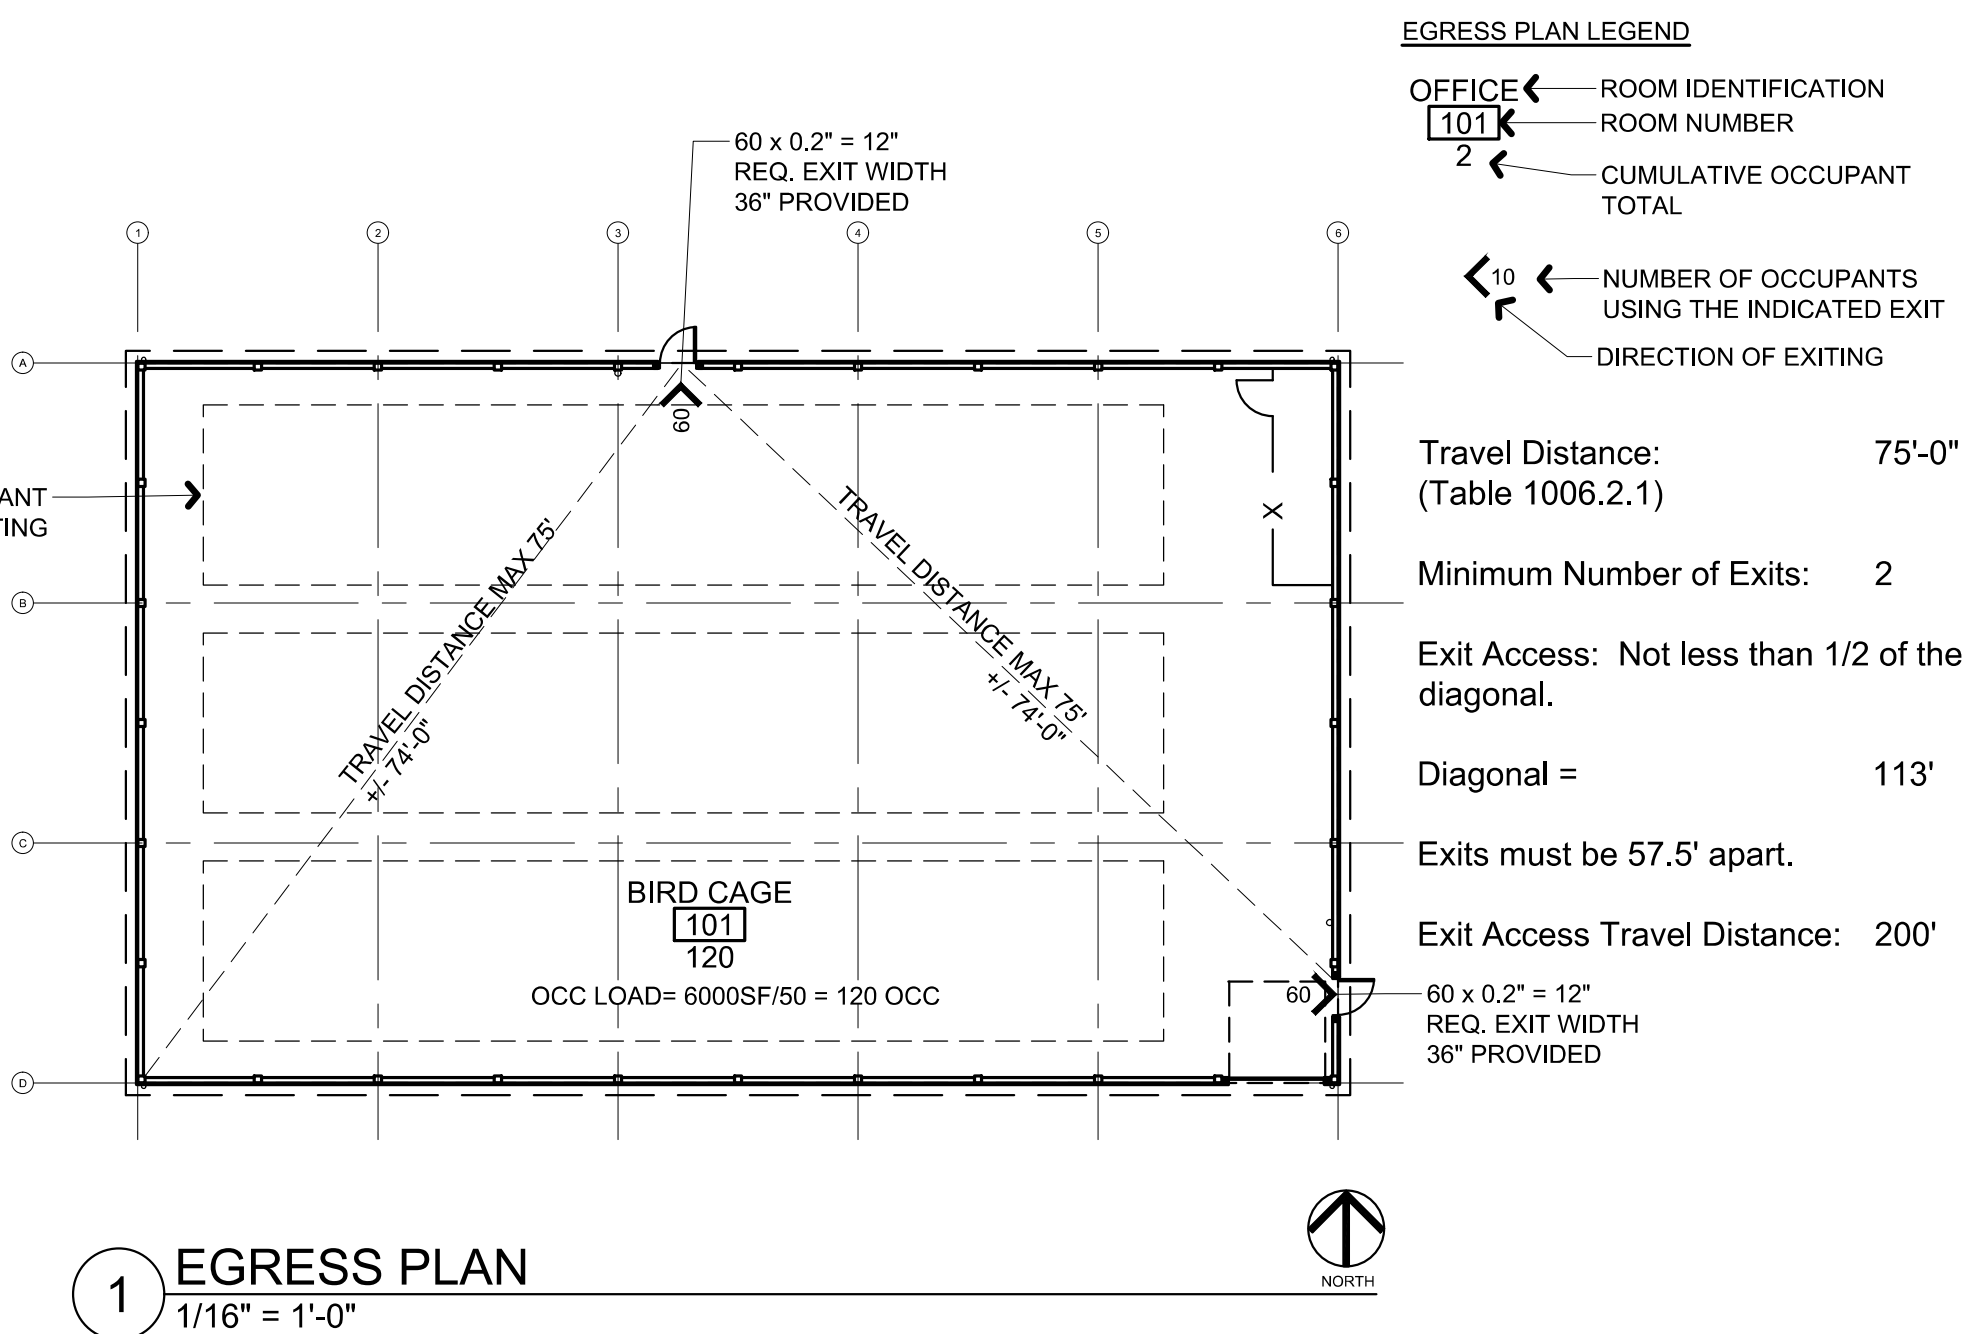 EGRESS PLAN LEGEND
OFFICE
ROOM IDENTIFICATION
101
ROOM NUMBER
2
CUMULATIVE OCCUPANT
TOTAL
10
NUMBER OF OCCUPANTS
USING THE INDICATED EXIT
DIRECTION OF EXITING
60 x 0.2" = 12"
REQ. EXIT WIDTH
36" PROVIDED
1
2
3
4
5
6
A
B
C
D
60
X
TRAVEL DISTANCE MAX 75'
+/- 74'-0"
TRAVEL DISTANCE MAX 75'
+/- 74'-0"
BIRD CAGE
101
120
OCC LOAD= 6000SF/50 = 120 OCC
60
60 x 0.2" = 12"
REQ. EXIT WIDTH
36" PROVIDED
Travel Distance: 75'-0"
(Table 1006.2.1)
Minimum Number of Exits: 2
Exit Access: Not less than 1/2 of the
diagonal.
Diagonal = 113'
Exits must be 57.5' apart.
Exit Access Travel Distance: 200'
NORTH
1
EGRESS PLAN
1/16" = 1'-0"